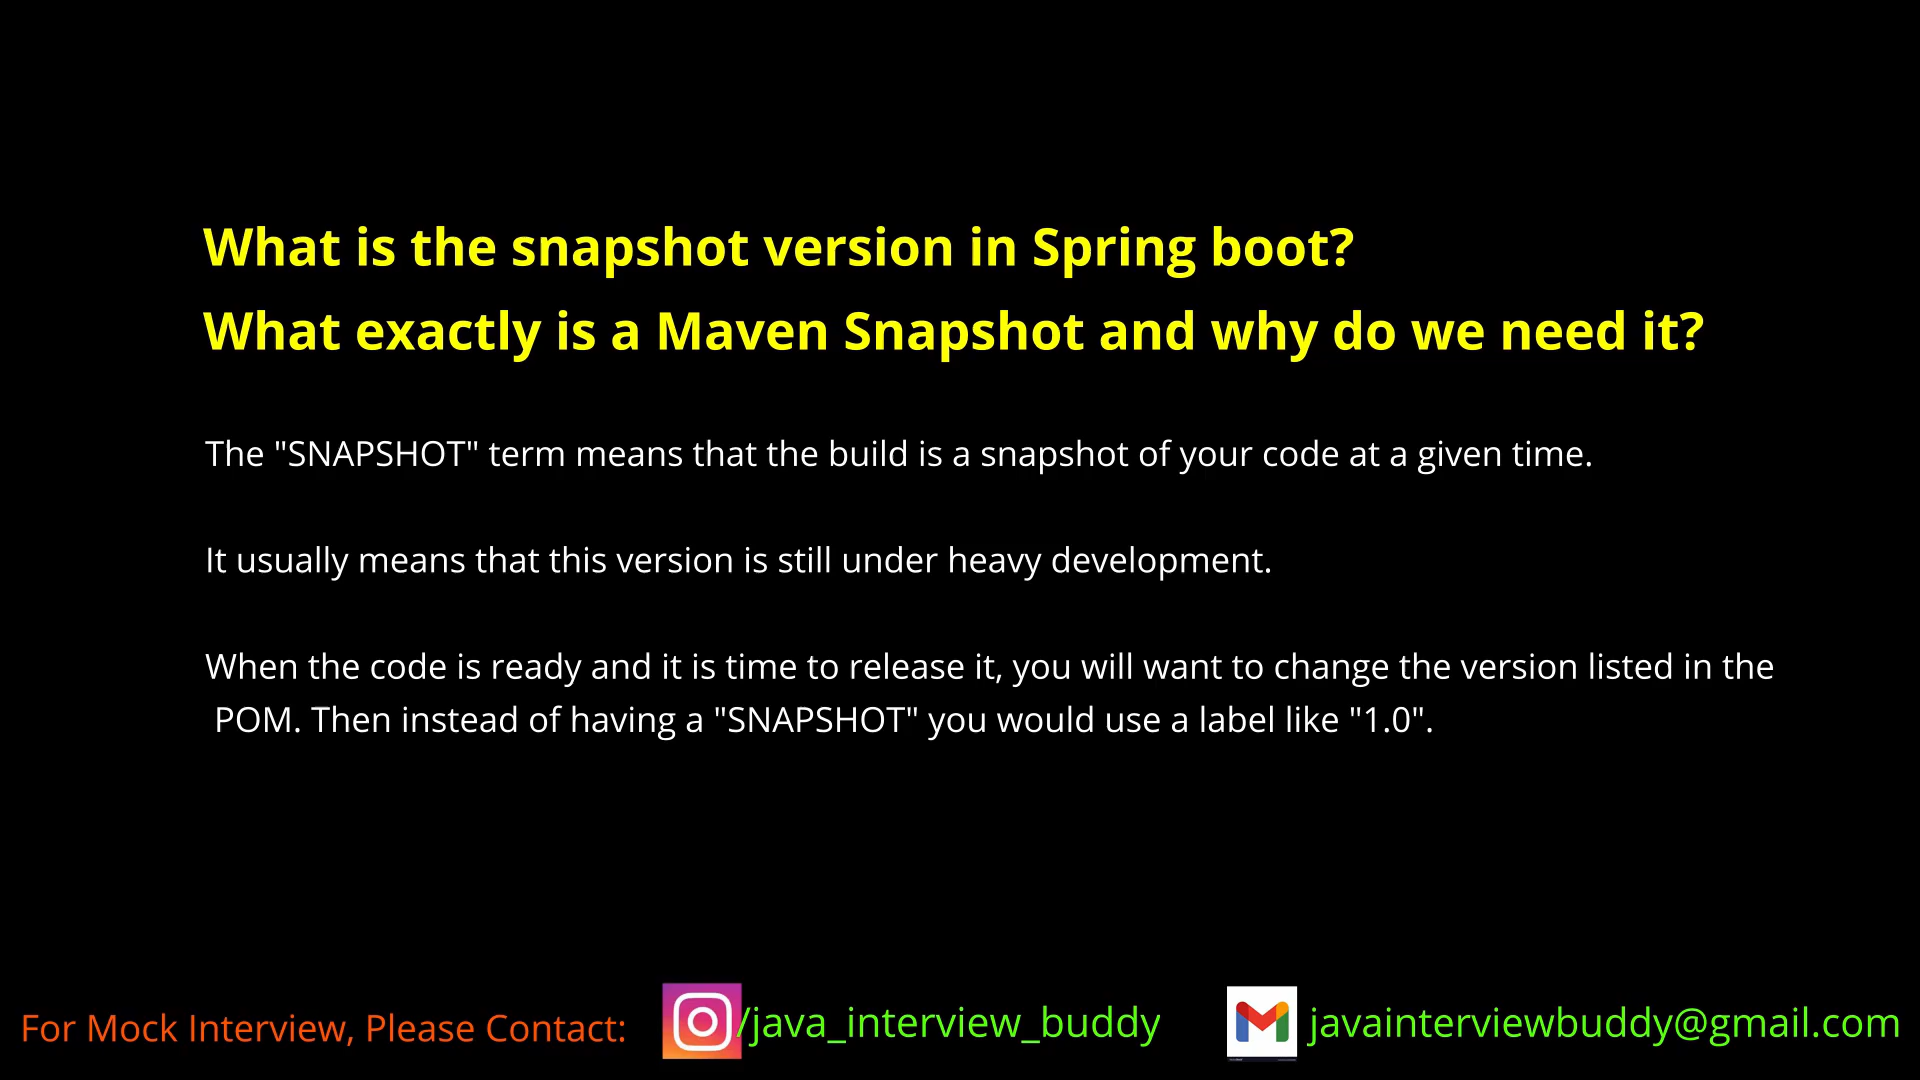 What is the snapshot version in Spring boot?
What exactly is a Maven Snapshot and why do we need it?
The "SNAPSHOT" term means that the build is a snapshot of your code at a given time.
It usually means that this version is still under heavy development.
When the code is ready and it is time to release it, you will want to change the version listed in the
POM. Then instead of having a "SNAPSHOT" you would use a label like "1.0".
For Mock Interview, Please Contact: /java_interview_buddy javainterviewbuddy@gmail.com